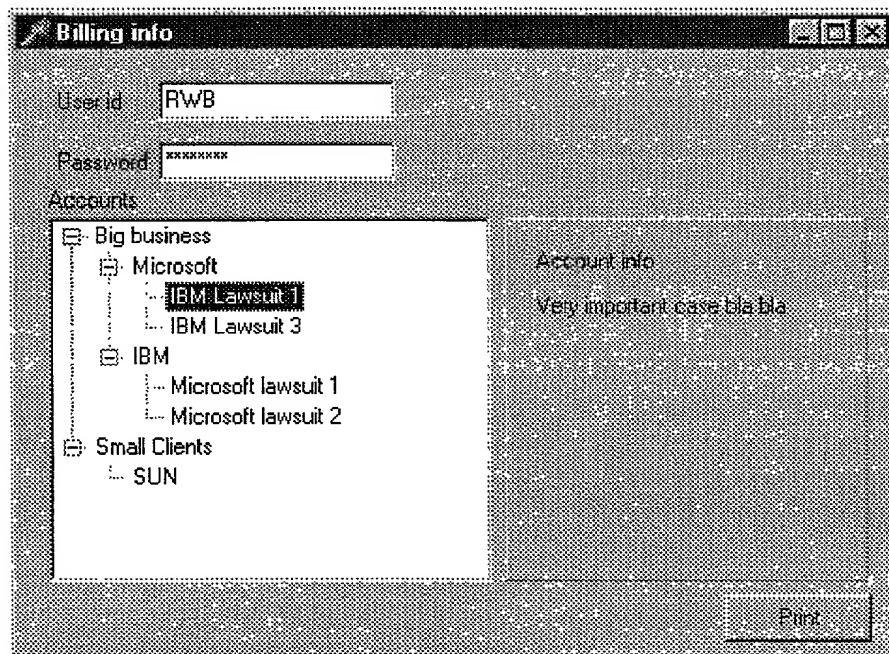 Billing info
User id RWB
Password ********
Accounts
Big business
Microsoft
IBM Lawsuit 1
IBM Lawsuit 3
IBM
Microsoft lawsuit 1
Microsoft lawsuit 2
Small Clients
SUN
Account info
Very important case bla bla
Print